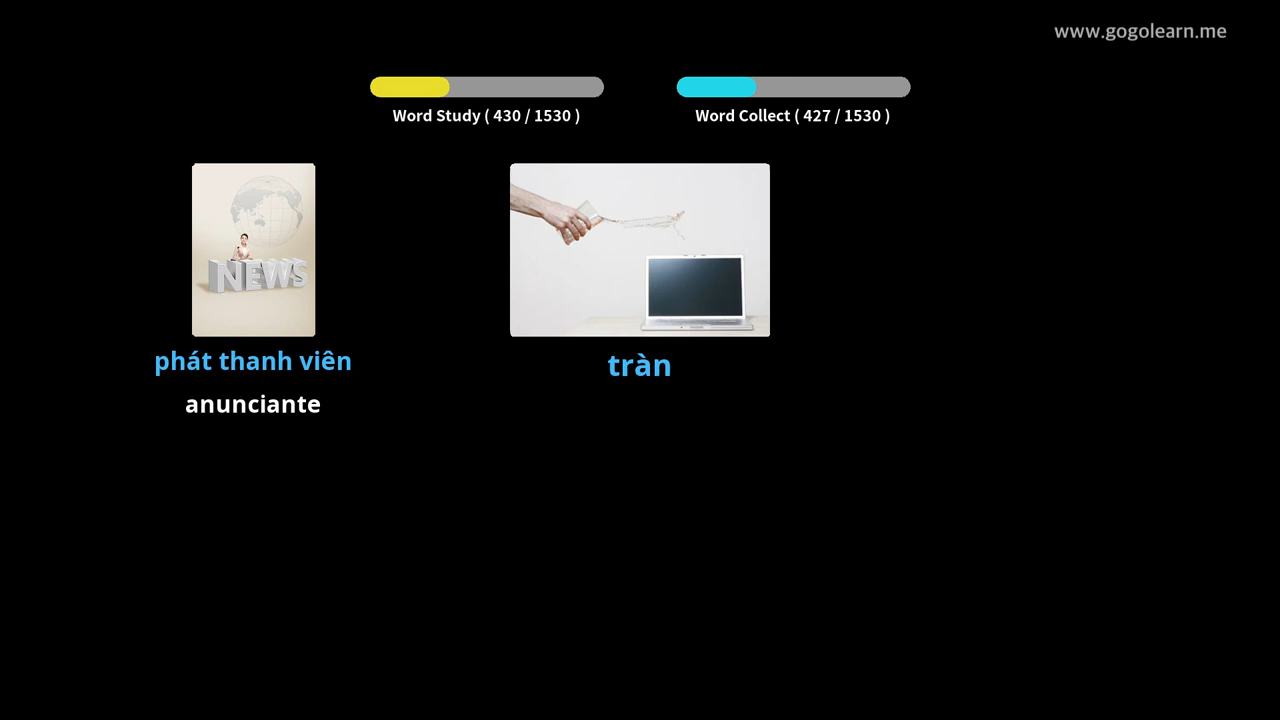 www.gogolearn.me
Word Study ( 430 / 1530 )
Word Collect ( 427 / 1530 )
NEWS
phát thanh viên
tràn
anunciante